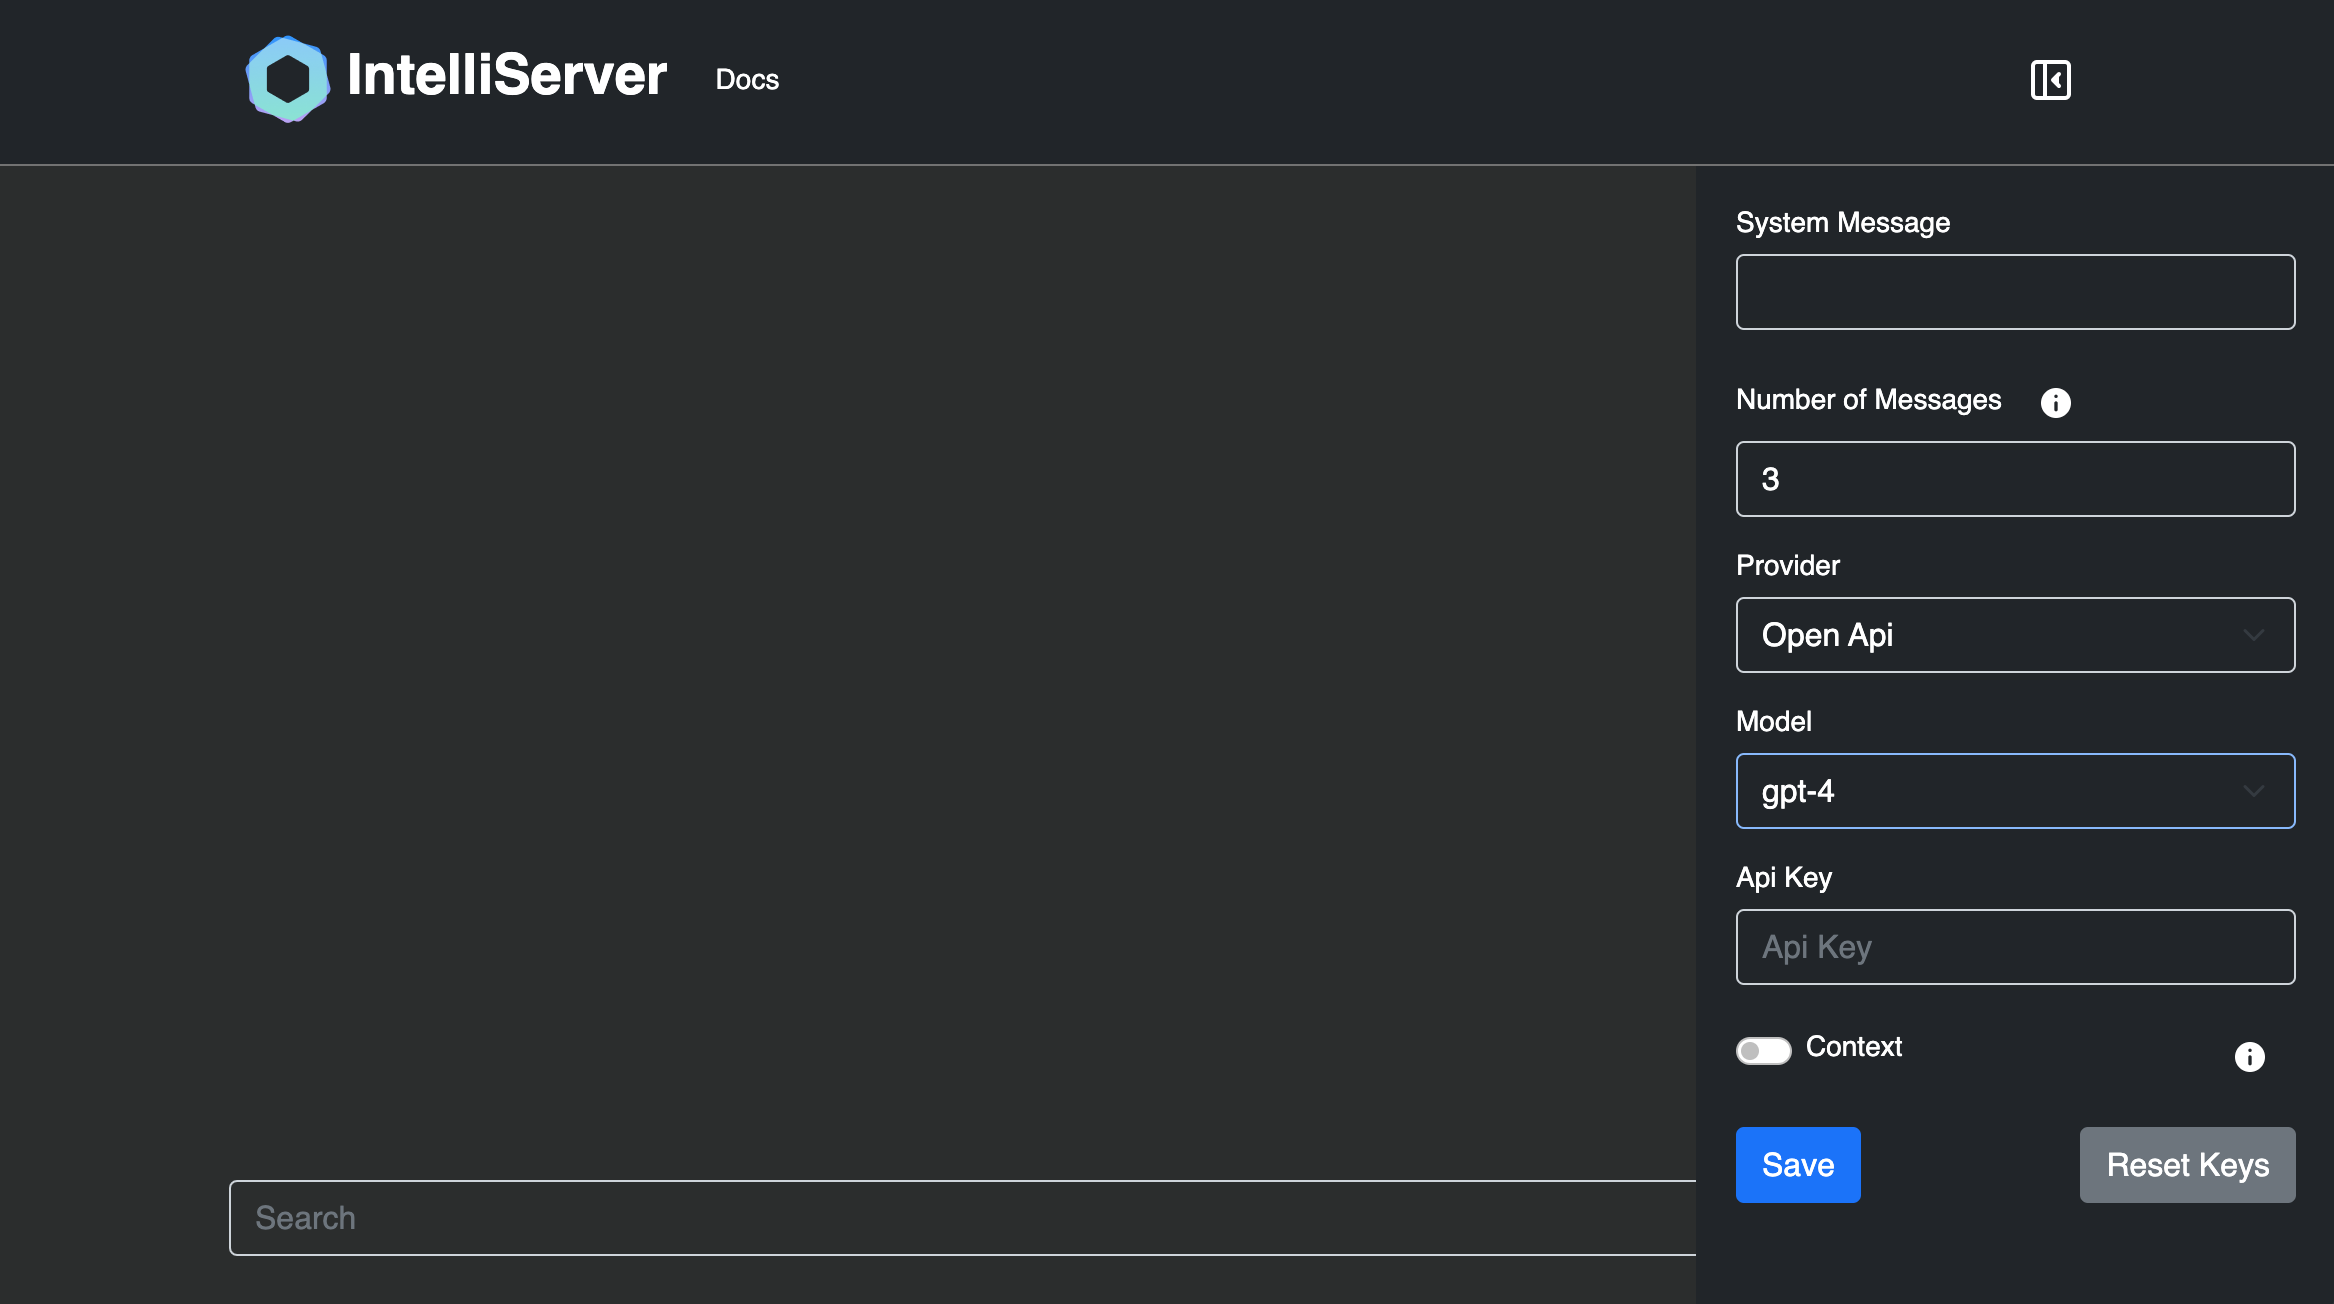 IntelliServer
Docs
System Message
Number of Messages
3
Provider
Open Api
Model
gpt-4
Api Key
Api Key
Context
Save
Reset Keys
Search